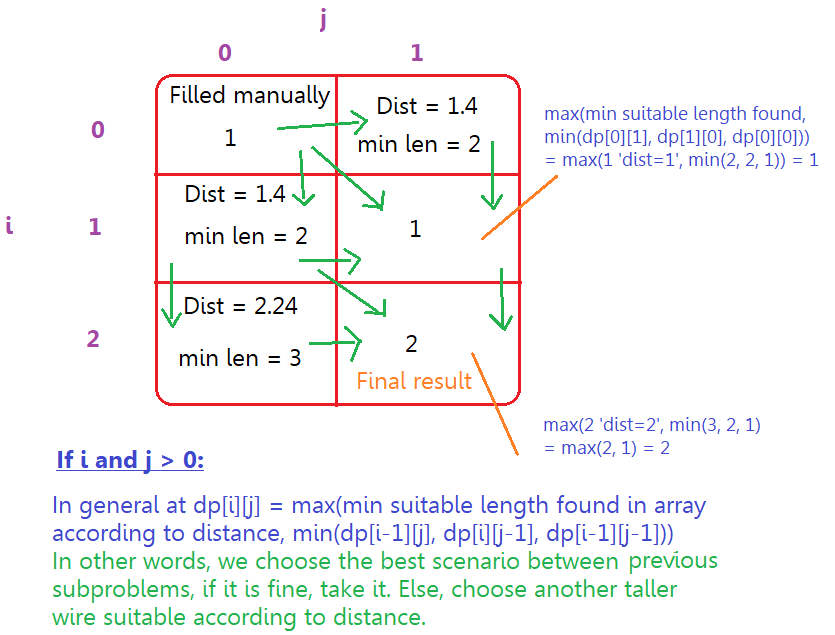 j
0 1
Filled manually
1
Dist = 1.4
min len = 2
0
max(min suitable length found,
min(dp[0][1], dp[1][0], dp[0][0]))
= max(1 'dist=1', min(2, 2, 1)) = 1
i
1
Dist = 1.4
min len = 2
1
2
Dist = 2.24
min len = 3
2
Final result
max(2 'dist=2', min(3, 2, 1)
= max(2, 1) = 2
If i and j > 0:
In general at dp[i][j] = max(min suitable length found in array
according to distance, min(dp[i-1][j], dp[i][j-1], dp[i-1][j-1]))
In other words, we choose the best scenario between previous
subproblems, if it is fine, take it. Else, choose another taller
wire suitable according to distance.